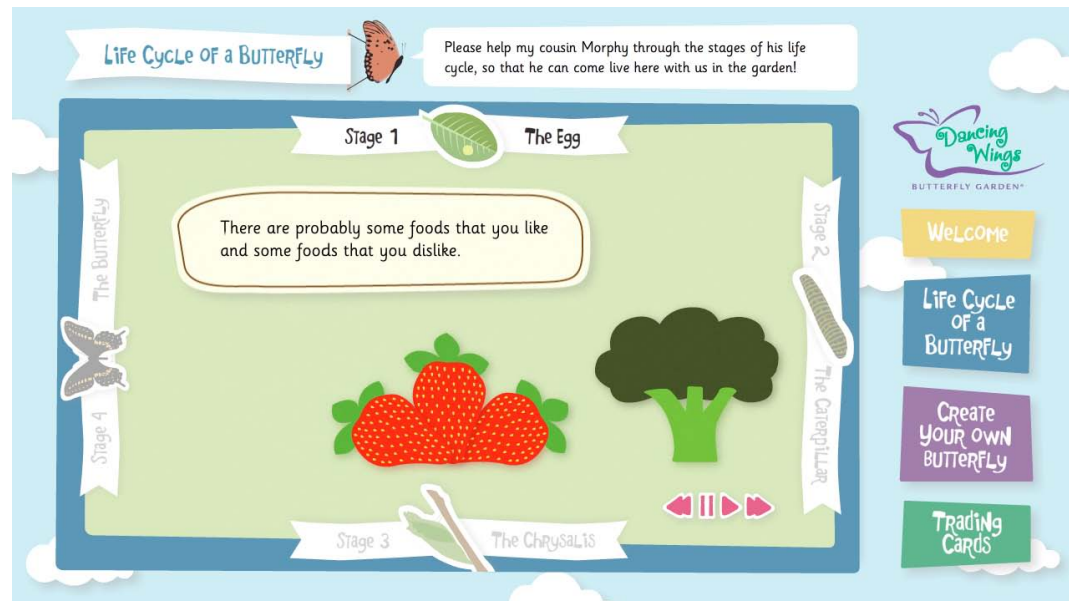 Life Cycle of a Butterfly
Please help my cousin Morphy through the stages of his life
cycle, so that he can come live here with us in the garden!
Stage 1 The Egg
There are probably some foods that you like
and some foods that you dislike.
Stage 2 The Caterpillar
Stage 3 The Chrysalis
Stage 4 The Butterfly
Dancing
Wings
BUTTERFLY GARDEN®
Welcome
Life Cycle
of a
Butterfly
Create
Your Own
Butterfly
Trading
Cards